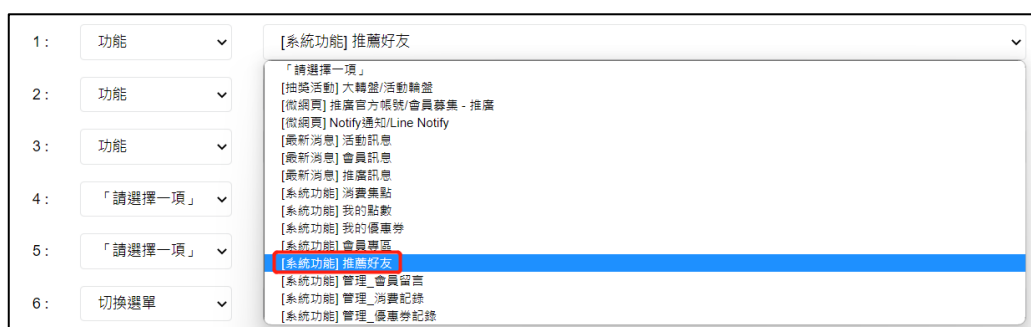 1 : 功能 [系統功能] 推薦好友
「請選擇一項」
[抽獎活動] 大轉盤/活動輪盤
2 : 功能
[微網頁] 推廣官方帳號/會員募集 - 推廣
[微網頁] Notify通知/Line Notify
[最新消息] 活動訊息
3 : 功能
[最新消息] 會員訊息
[最新消息] 推廣訊息
[系統功能] 消費集點
4 : 「請選擇一項」
[系統功能] 我的點數
[系統功能] 我的優惠券
[系統功能] 會員專區
5 : 「請選擇一項」
[系統功能] 推薦好友
[系統功能] 管理_會員留言
[系統功能] 管理_消費記錄
6 : 切換選單
[系統功能] 管理_優惠券記錄